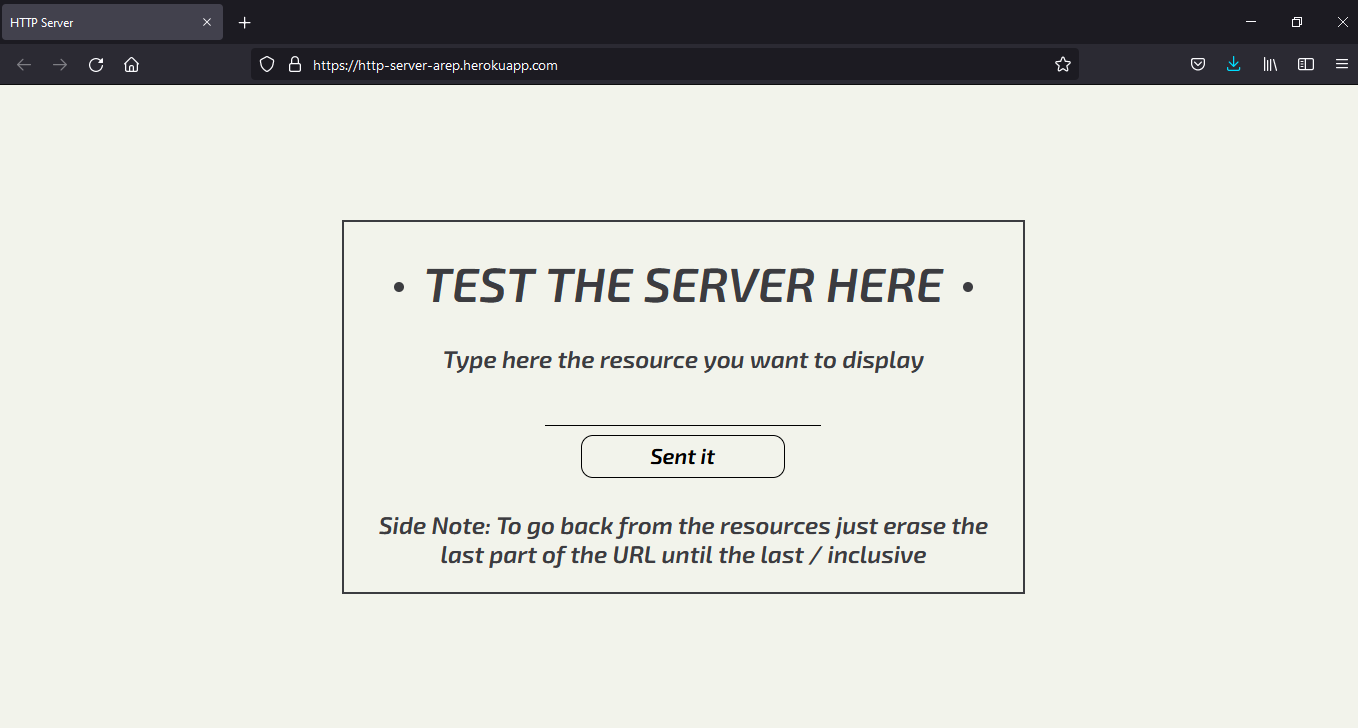 HTTP Server
https://http-server-arep.herokuapp.com
• TEST THE SERVER HERE •
Type here the resource you want to display
Sent it
Side Note: To go back from the resources just erase the
last part of the URL until the last / inclusive